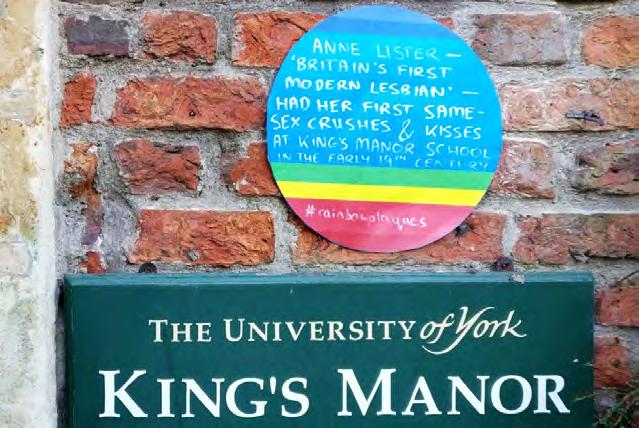 ANNE LISTER –
'BRITAIN'S FIRST
MODERN LESBIAN' –
HAD HER FIRST SAME-
SEX CRUSHES & KISSES
AT KING'S MANOR SCHOOL
IN THE EARLY 19TH CENTURY
#rainbowplaques
THE UNIVERSITY of York
KING'S MANOR